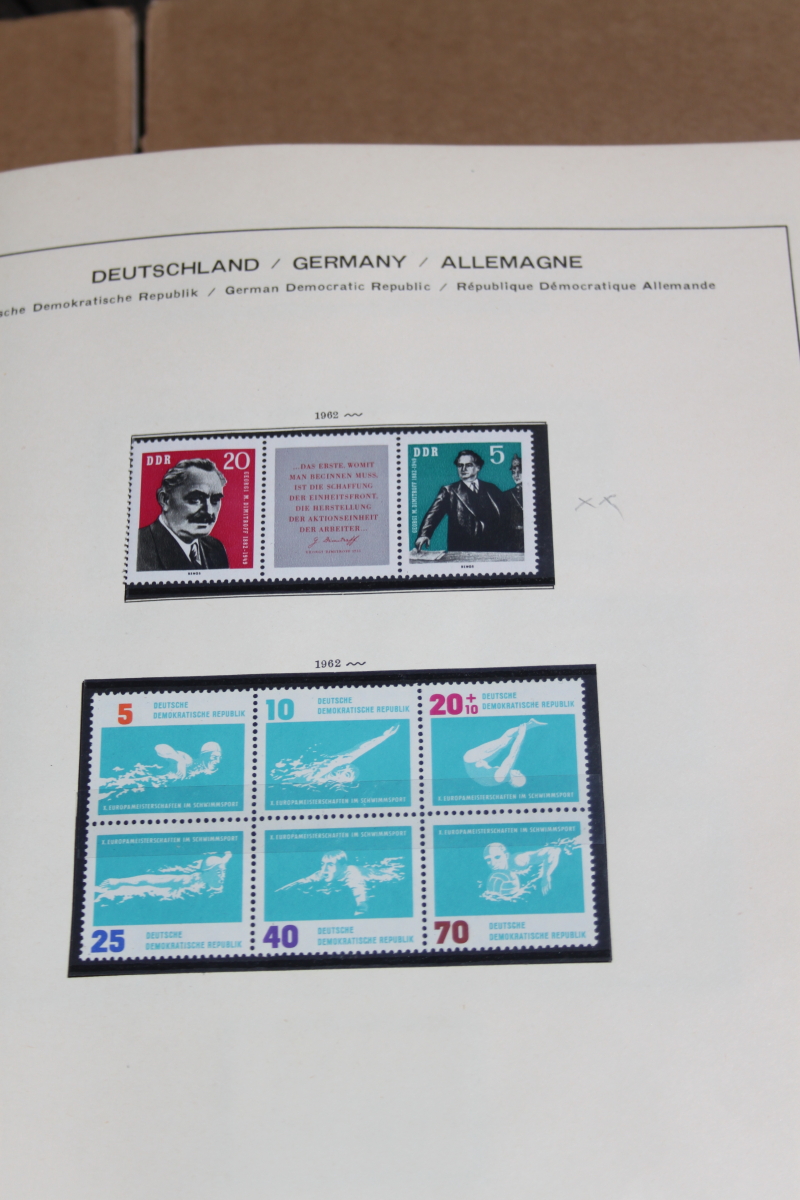 DEUTSCHLAND / GERMANY / ALLEMAGNE
Demokratische Republik / German Democratic Republic / République Démocratique Allemande
1962
DDR 20
GEORGI M. DIMITROFF 1882-1949
...DAS ERSTE, WOMIT
MAN BEGINNEN MUSS,
IST DIE SCHAFFUNG
DER EINHEITSFRONT,
DIE HERSTELLUNG
DER AKTIONSEINHEIT
DER ARBEITER...
DDR 5
GEORGI M. DIMITROFF 1882-1949
xx
1962
5 DEUTSCHE
DEMOKRATISCHE REPUBLIK
X. EUROPAMEISTERSCHAFTEN IM SCHWIMMSPORT
10 DEUTSCHE
DEMOKRATISCHE REPUBLIK
X. EUROPAMEISTERSCHAFTEN IM SCHWIMMSPORT
20+10 DEUTSCHE
DEMOKRATISCHE REPUBLIK
X. EUROPAMEISTERSCHAFTEN IM SCHWIMMSPORT
X. EUROPAMEISTERSCHAFTEN IM SCHWIMMSPORT
25 DEUTSCHE
DEMOKRATISCHE REPUBLIK
X. EUROPAMEISTERSCHAFTEN IM SCHWIMMSPORT
40 DEUTSCHE
DEMOKRATISCHE REPUBLIK
X. EUROPAMEISTERSCHAFTEN IM SCHWIMMSPORT
70 DEUTSCHE
DEMOKRATISCHE REPUBLIK